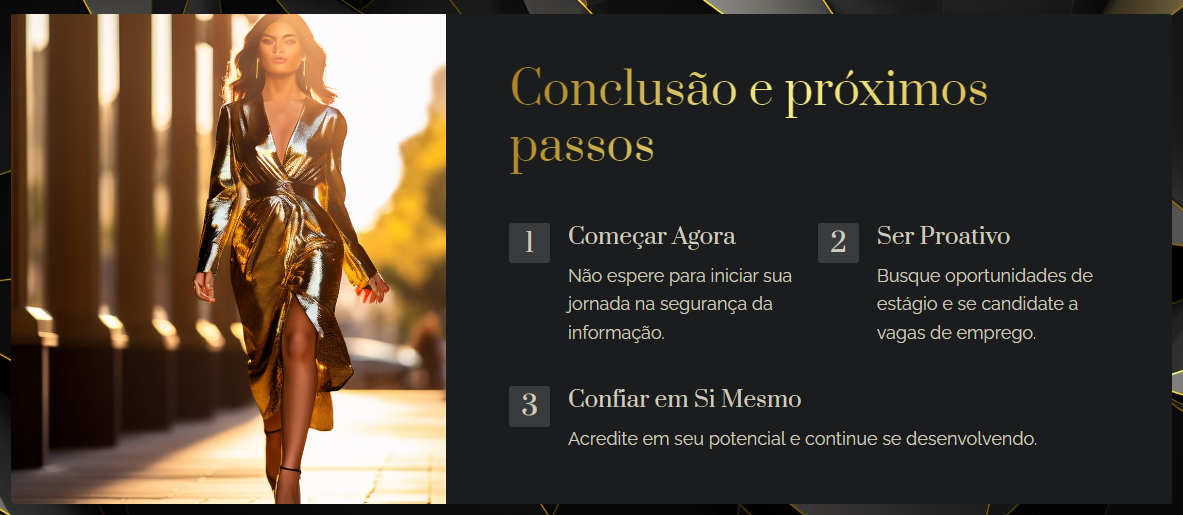 Conclusão e próximos
passos
1
Começar Agora
Não espere para iniciar sua
jornada na segurança da
informação.
2
Ser Proativo
Busque oportunidades de
estágio e se candidate a
vagas de emprego.
3
Confiar em Si Mesmo
Acredite em seu potencial e continue se desenvolvendo.